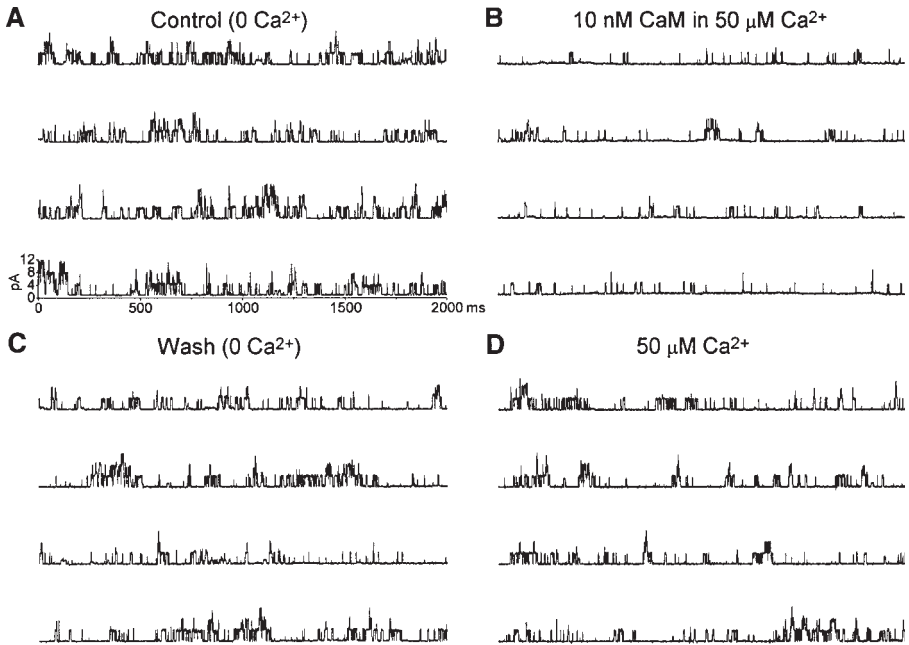 A
Control (0 Ca2+)
B
10 nM CaM in 50 μM Ca2+
12
8
4
0
pA
0 500 1000 1500 2000 ms
C
Wash (0 Ca2+)
D
50 μM Ca2+